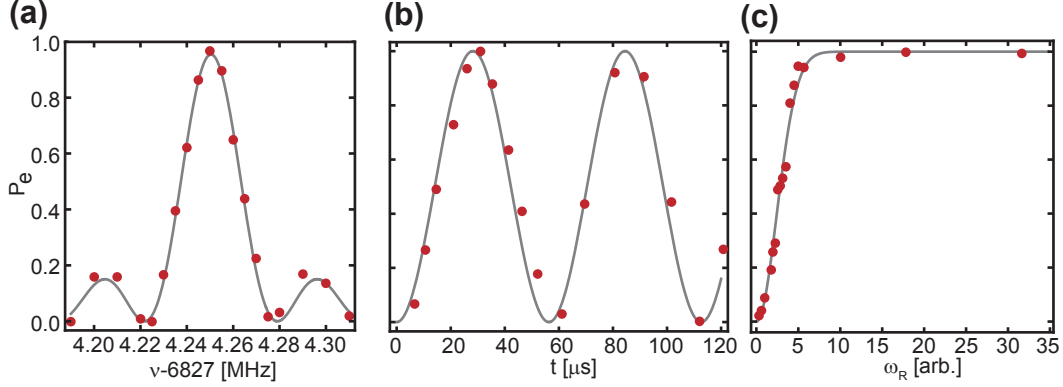 (a)
(b)
(c)
1.0
0.8
0.6
0.4
0.2
0.0
Pe
4.20 4.22 4.24 4.26 4.28 4.30
ν-6827 [MHz]
0 20 40 60 80 100 120
t [μs]
0 5 10 15 20 25 30 35
ωR [arb.]